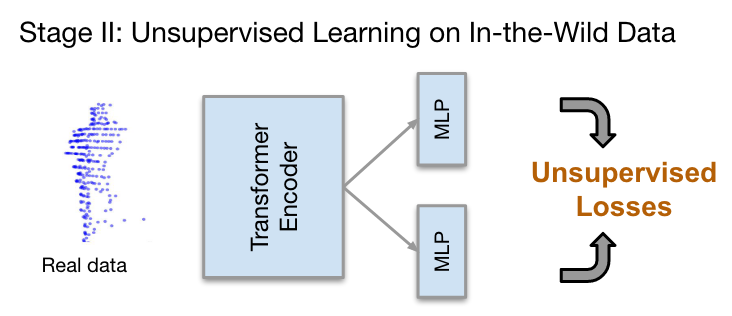 Stage II: Unsupervised Learning on In-the-Wild Data
Real data
Transformer
Encoder
MLP
MLP
Unsupervised
Losses